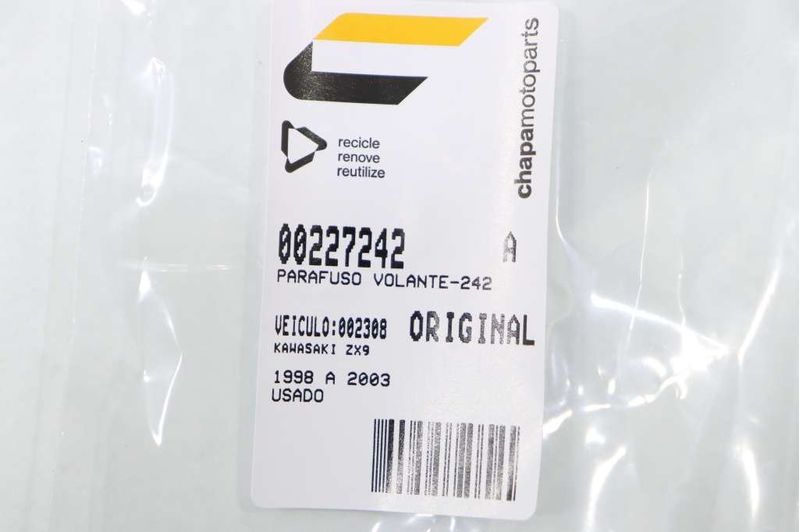 chapamotoparts
recicle
renove
reutilize
00227242 A
PARAFUSO VOLANTE-242
VEICULO:002308 ORIGINAL
KAWASAKI ZX9
1998 A 2003
USADO